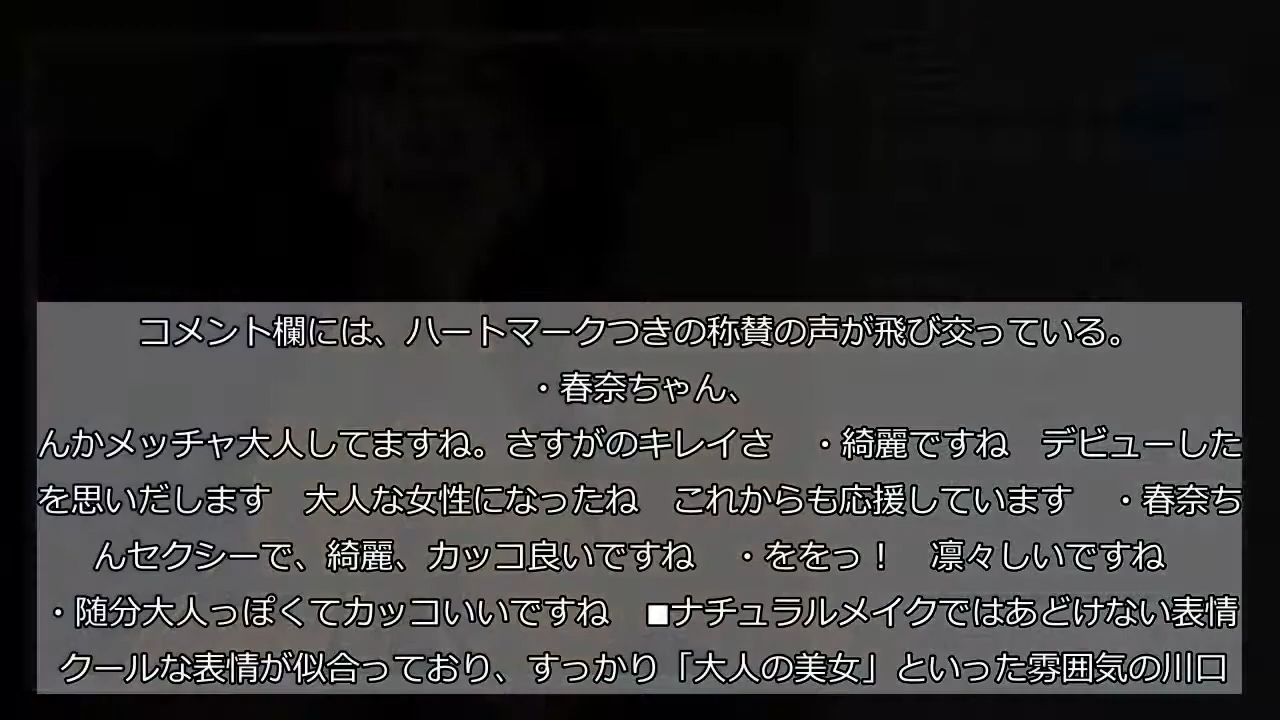 コメント欄には、ハートマークつきの称賛の声が飛び交っている。
・春奈ちゃん、
んかメッチャ大人してますね。さすがのキレイさ　・綺麗ですね　デビューした
を思いだします　大人な女性になったね　これからも応援しています　・春奈ち
んセクシーで、綺麗、カッコ良いですね　・ををっ！　凛々しいですね
・随分大人っぽくてカッコいいですね　■ナチュラルメイクではあどけない表情
クールな表情が似合っており、すっかり「大人の美女」といった雰囲気の川口